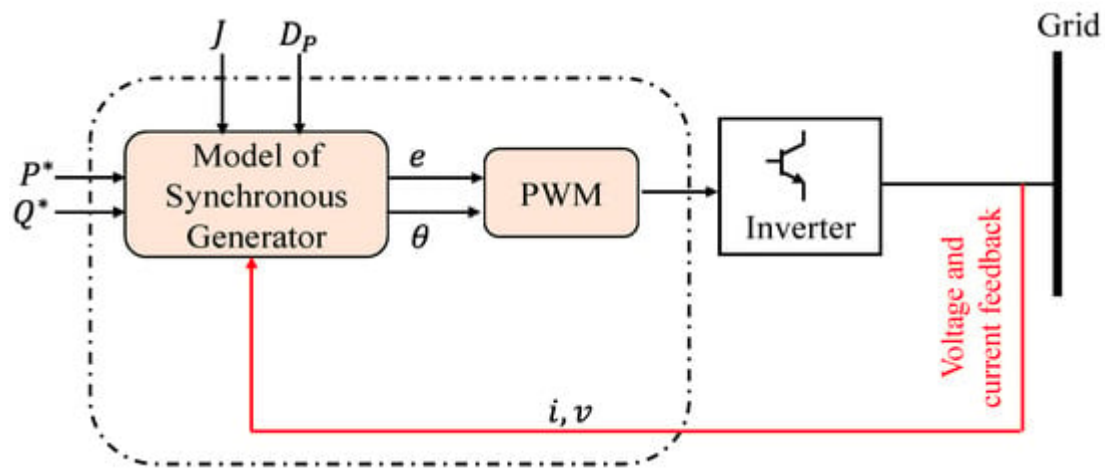 Grid
J
D_P
P*
Q*
Model of
Synchronous
Generator
e
θ
PWM
Inverter
Voltage and
current feedback
i, v